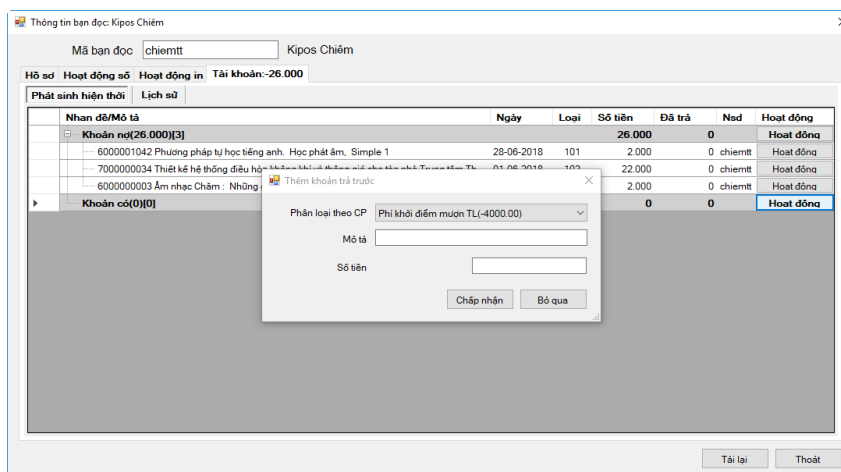 Thông tin bạn đọc: Kipos Chiêm
Mã bạn đọc chiemtt Kipos Chiêm
Hồ sơ Hoạt động số Hoạt động in Tài khoản:-26.000
Phát sinh hiện thời Lịch sử
Nhan đề/Mô tả Ngày Loại Số tiền Đã trả Nsd Hoạt động
Khoản nợ(26.000)[3] 26.000 0 Hoạt động
6000001042 Phương pháp tự học tiếng anh. Học phát âm, Simple 1 28-06-2018 101 2.000 0 chiemtt Hoạt động
7000000034 Thiết kế hệ thống điều hòa không khí và thông gió cho tòa nhà Trung tâm Th 01-06-2018 102 22.000 0 chiemtt Hoạt động
6000000003 Âm nhạc Chăm : Những 2.000 0 chiemtt Hoạt động
Khoản có(0)[0] 0 0 Hoạt động
Thêm khoản trả trước
Phân loại theo CP Phí khởi điểm mượn TL(-4000.00)
Mô tả
Số tiền
Chấp nhận Bỏ qua
Tải lại Thoát